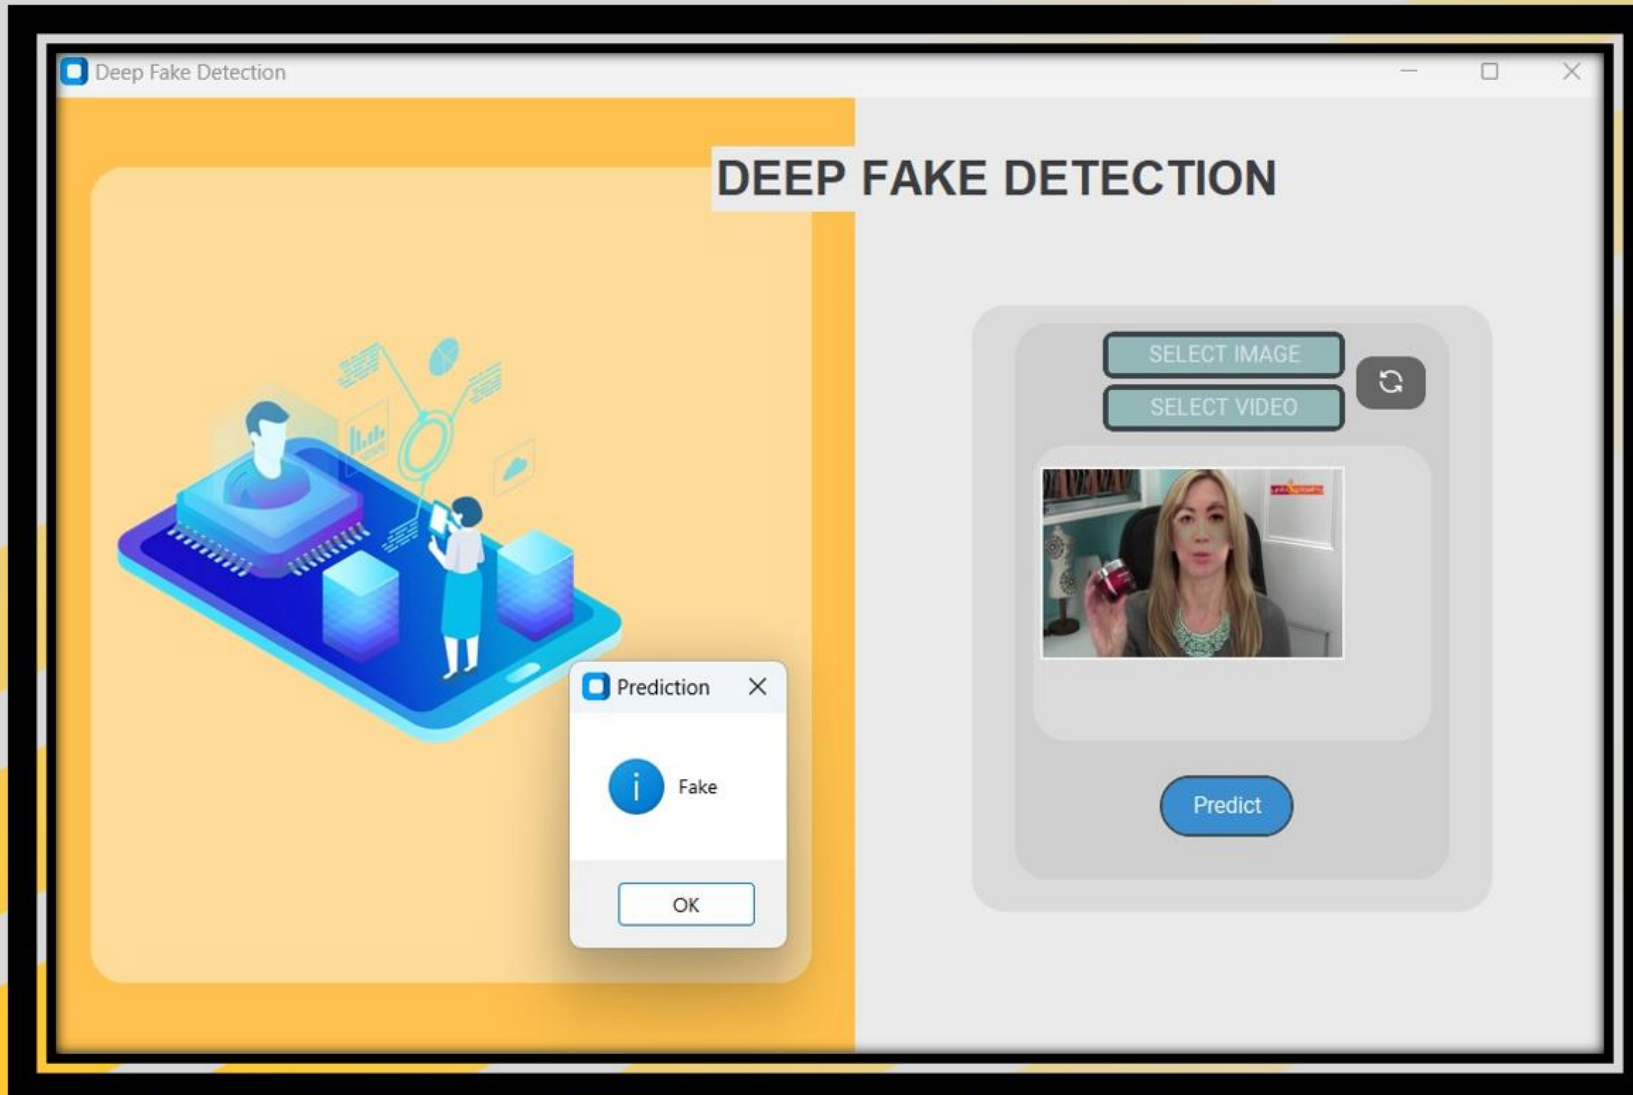 Deep Fake Detection
DEEP FAKE DETECTION
SELECT IMAGE
SELECT VIDEO
Prediction
Fake
OK
Predict